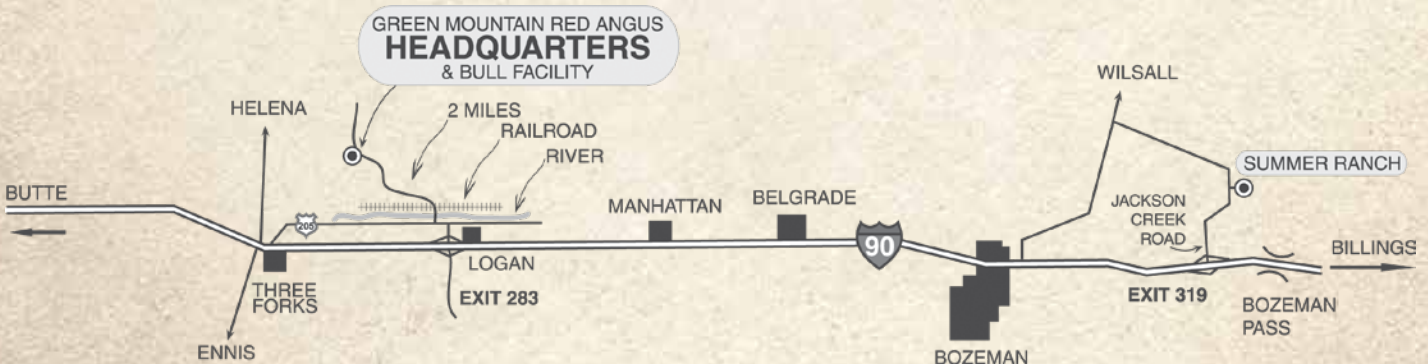 GREEN MOUNTAIN RED ANGUS
HEADQUARTERS
& BULL FACILITY
WILSALL
HELENA
2 MILES
RAILROAD
RIVER
SUMMER RANCH
BUTTE
205
MANHATTAN
BELGRADE
JACKSON
CREEK
ROAD
90
BILLINGS
LOGAN
THREE
FORKS
EXIT 283
EXIT 319
BOZEMAN
PASS
ENNIS
BOZEMAN